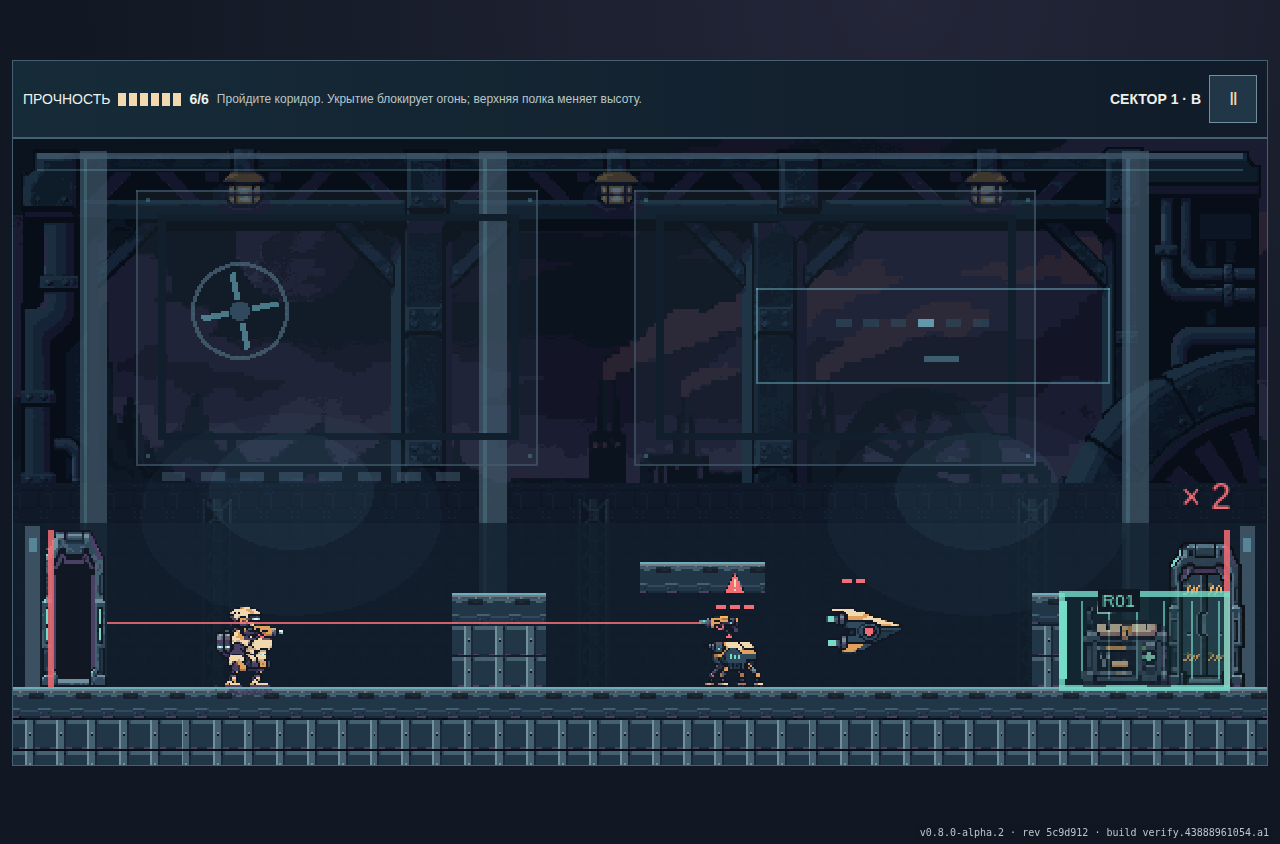 ПРОЧНОСТЬ 6/6 Пройдите коридор. Укрытие блокирует огонь; верхняя полка меняет высоту. СЕКТОР 1 · B
× 2
R01
v0.8.0-alpha.2 · rev 5c9d912 · build verify.43888961054.a1